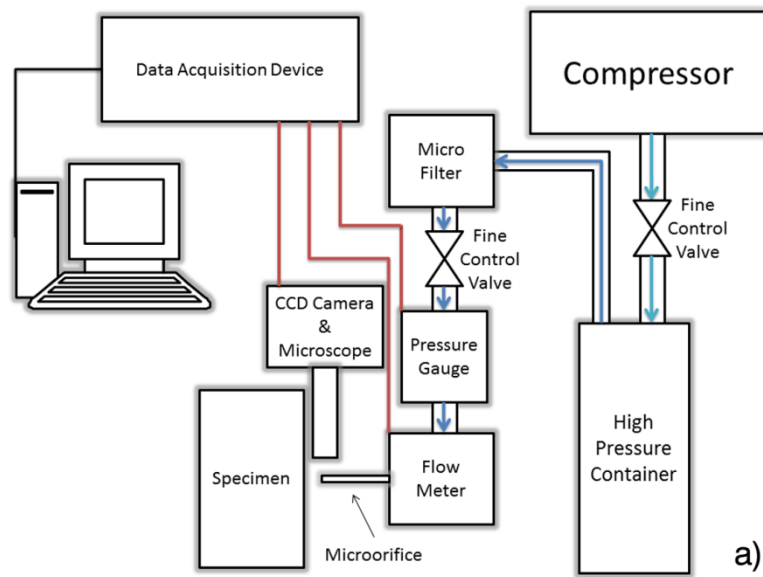 Data Acquisition Device
Compressor
Micro
Filter
Fine
Control
Valve
Fine
Control
Valve
CCD Camera
&
Microscope
Pressure
Gauge
High
Pressure
Container
Specimen
Flow
Meter
Microorifice
a)